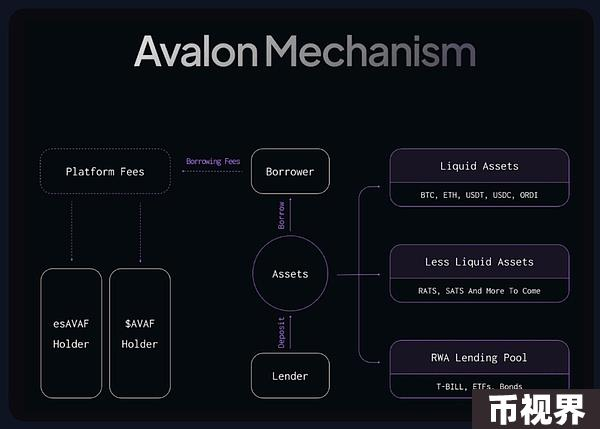 Avalon Mechanism
Platform Fees
Borrowing Fees
Borrower
Liquid Assets
BTC, ETH, USDT, USDC, ORDI
Borrow
Assets
Less Liquid Assets
RATS, SATS And More To Come
esAVAF
Holder
$AVAF
Holder
Deposit
Lender
RWA Lending Pool
T-BILL, ETFs, Bonds
币视界